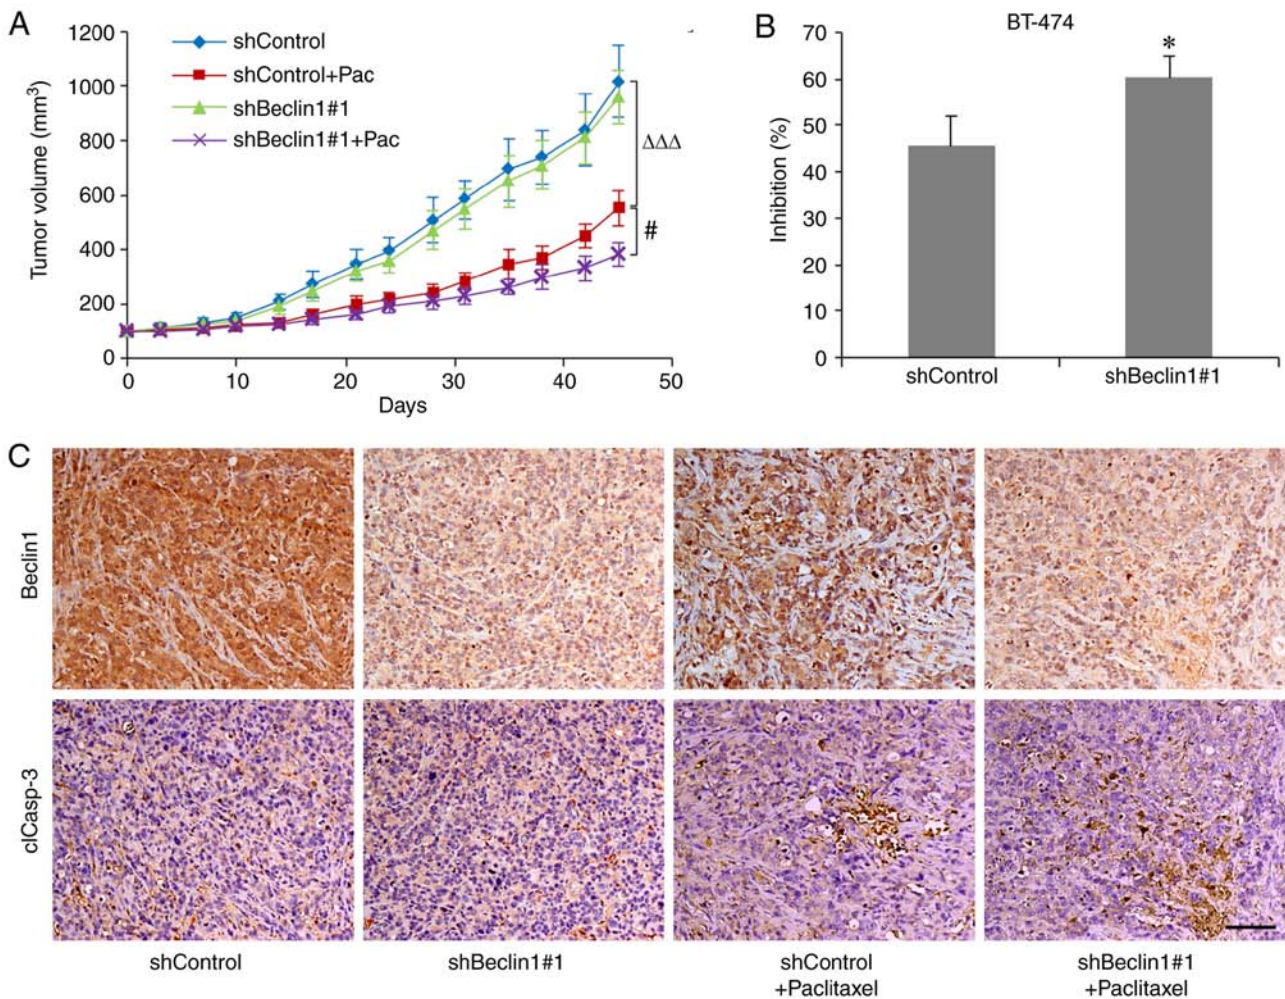 A
1200
1000
800
600
400
200
0
Tumor volume (mm³)
shControl
shControl+Pac
shBeclin1#1
shBeclin1#1+Pac
ΔΔΔ
#
0 10 20 30 40 50
Days
B
BT-474
70
60
50
40
30
20
10
0
Inhibition (%)
*
shControl shBeclin1#1
C
Beclin1
clCasp-3
shControl shBeclin1#1 shControl shBeclin1#1
+Paclitaxel +Paclitaxel